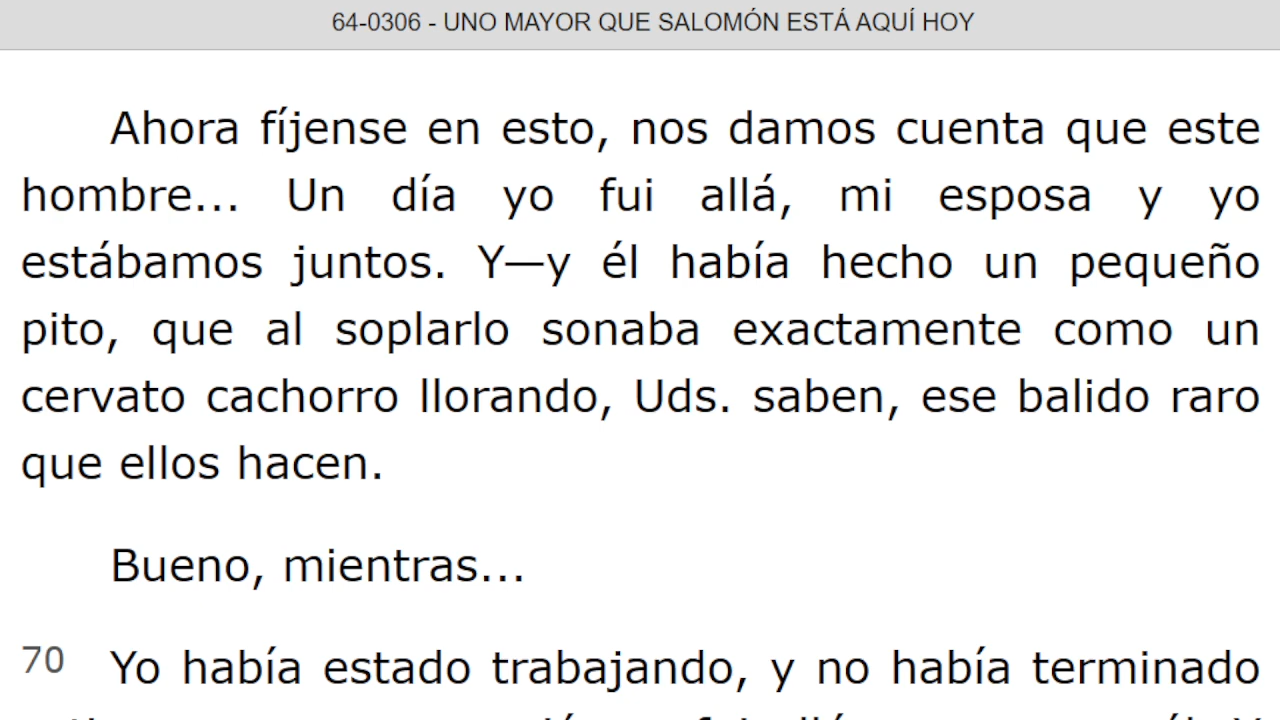 64-0306 - UNO MAYOR QUE SALOMÓN ESTÁ AQUÍ HOY
Ahora fíjense en esto, nos damos cuenta que este
hombre... Un día yo fui allá, mi esposa y yo
estábamos juntos. Y—y él había hecho un pequeño
pito, que al soplarlo sonaba exactamente como un
cervato cachorro llorando, Uds. saben, ese balido raro
que ellos hacen.
Bueno, mientras...
70 Yo había estado trabajando, y no había terminado